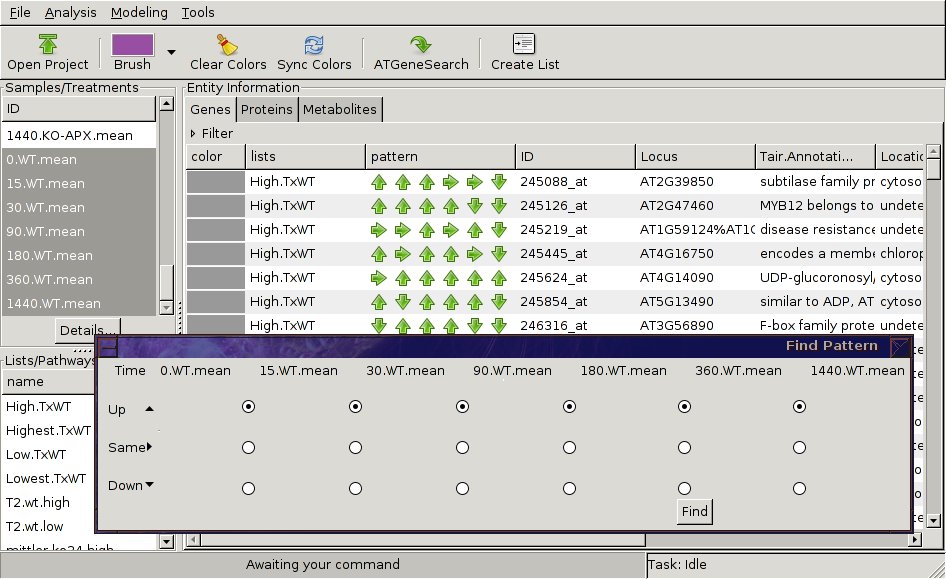 File Analysis Modeling Tools
Open Project Brush Clear Colors Sync Colors ATGeneSearch Create List
Samples/Treatments
ID
1440.KO-APX.mean
0.WT.mean
15.WT.mean
30.WT.mean
90.WT.mean
180.WT.mean
360.WT.mean
1440.WT.mean
Details...
Lists/Pathways
name
High.TxWT
Highest.TxWT
Low.TxWT
Lowest.TxWT
T2.wt.high
T2.wt.low
mittler.ko24.high
Entity Information
Genes Proteins Metabolites
Filter
color lists pattern ID Locus Tair.Annotati... Locatio
High.TxWT 245088_at AT2G39850 subtilase family pr cytoso
High.TxWT 245126_at AT2G47460 MYB12 belongs to undete
High.TxWT 245219_at AT1G59124%AT1G disease resistance undete
High.TxWT 245445_at AT4G16750 encodes a membe chlorop
High.TxWT 245624_at AT4G14090 UDP-glucoronosyl/ cytoso
High.TxWT 245854_at AT5G13490 similar to ADP, AT cytoso
High.TxWT 246316_at AT3G56890 F-box family prote undete
Find Pattern
Time 0.WT.mean 15.WT.mean 30.WT.mean 90.WT.mean 180.WT.mean 360.WT.mean 1440.WT.mean
Up
Same
Down
Find
Awaiting your command
Task: Idle